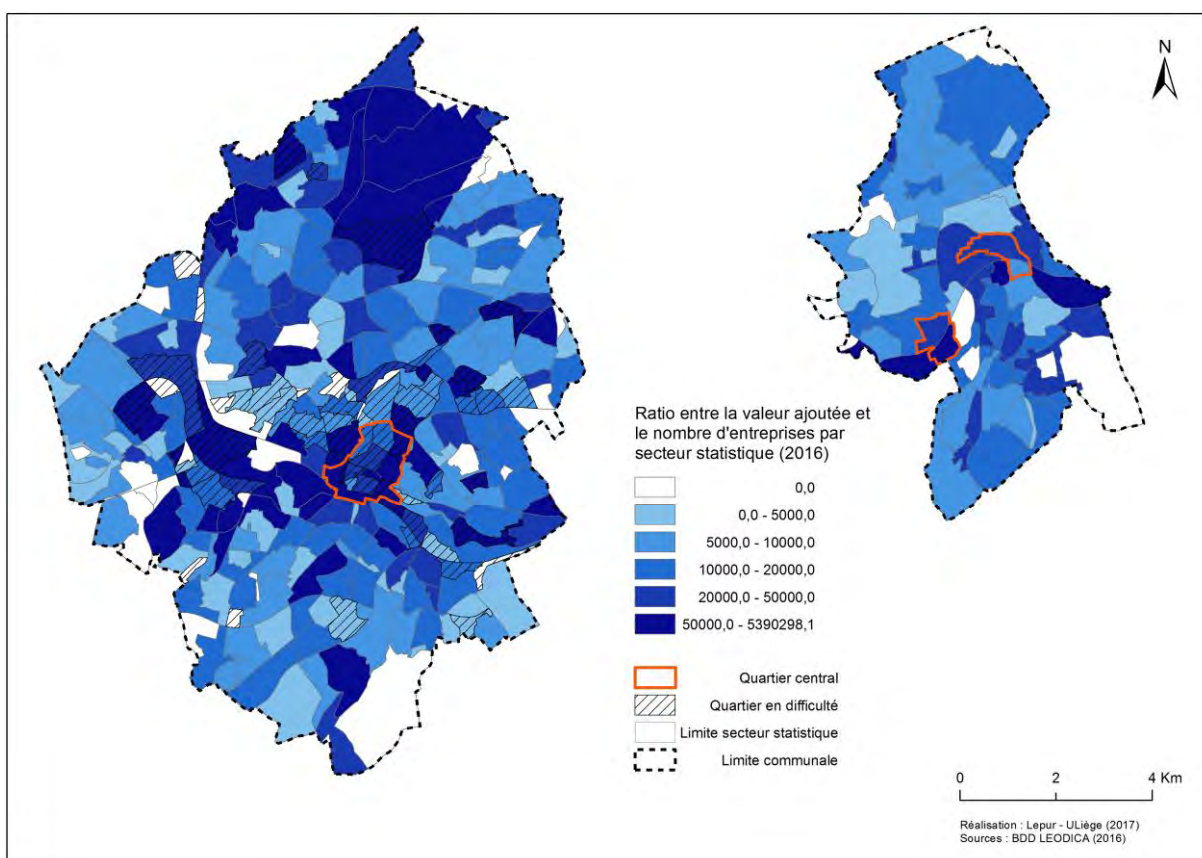 N
Ratio entre la valeur ajoutée et
le nombre d'entreprises par
secteur statistique (2016)
0,0
0,0 - 5000,0
5000,0 - 10000,0
10000,0 - 20000,0
20000,0 - 50000,0
50000,0 - 5390298,1
Quartier central
Quartier en difficulté
Limite secteur statistique
Limite communale
0 2 4 Km
Réalisation : Lepur - ULiège (2017)
Sources : BDD LEODICA (2016)